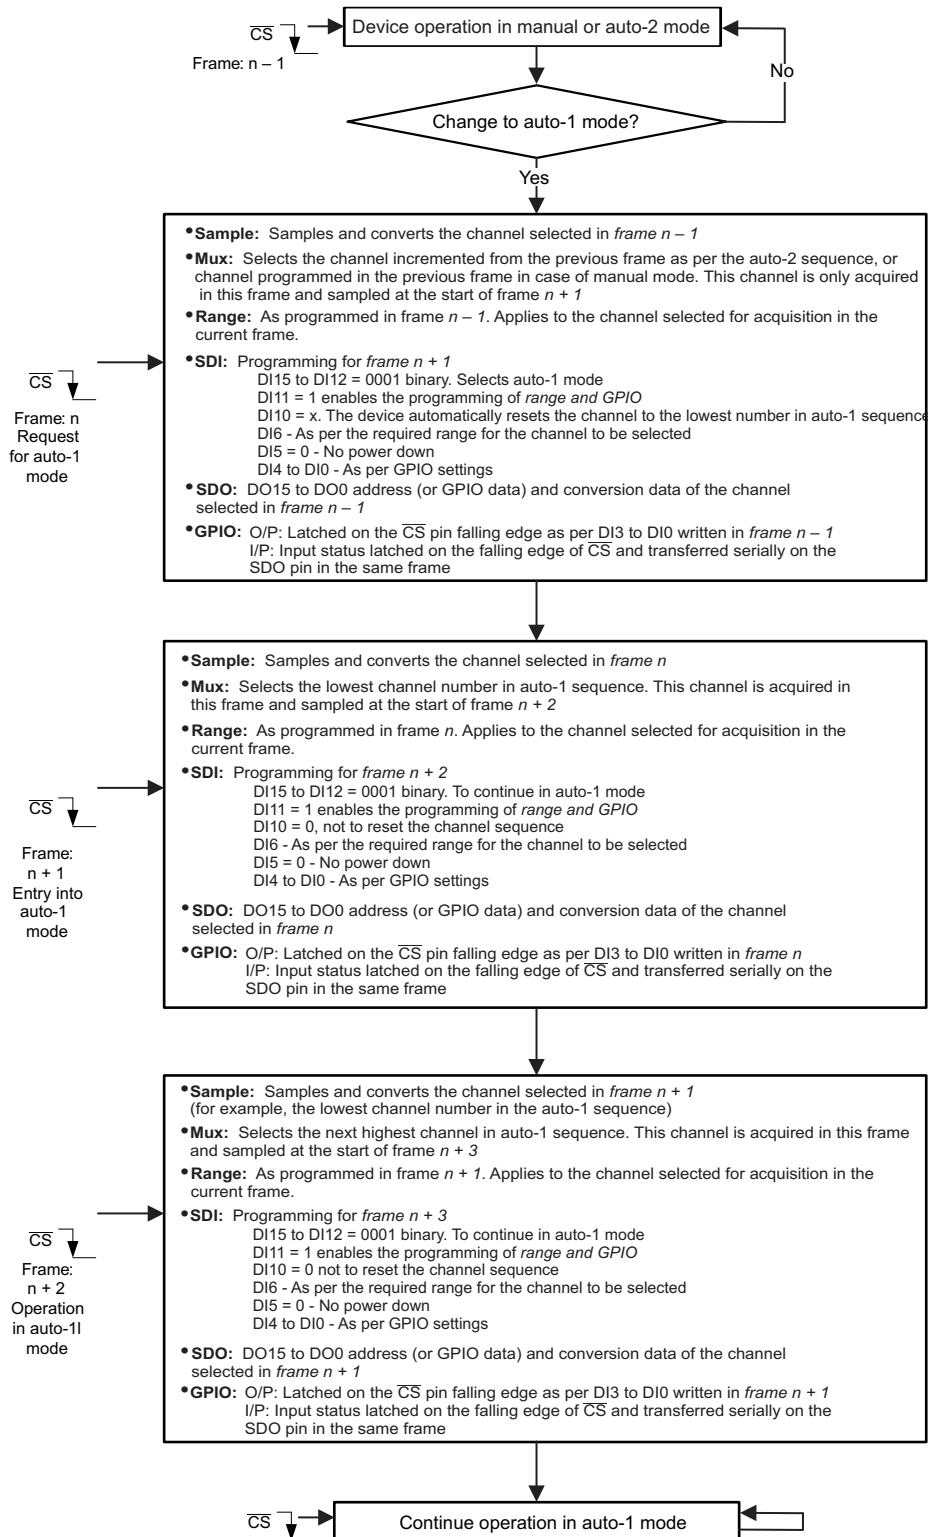 CS
Device operation in manual or auto-2 mode
Frame: n – 1
No
Change to auto-1 mode?
Yes
•Sample: Samples and converts the channel selected in frame n – 1
•Mux: Selects the channel incremented from the previous frame as per the auto-2 sequence, or
channel programmed in the previous frame in case of manual mode. This channel is only acquired
in this frame and sampled at the start of frame n + 1
•Range: As programmed in frame n – 1. Applies to the channel selected for acquisition in the
current frame.
•SDI: Programming for frame n + 1
DI15 to DI12 = 0001 binary. Selects auto-1 mode
DI11 = 1 enables the programming of range and GPIO
DI10 = x. The device automatically resets the channel to the lowest number in auto-1 sequence
DI6 - As per the required range for the channel to be selected
DI5 = 0 - No power down
DI4 to DI0 - As per GPIO settings
•SDO: DO15 to DO0 address (or GPIO data) and conversion data of the channel
selected in frame n – 1
•GPIO: O/P: Latched on the CS pin falling edge as per DI3 to DI0 written in frame n – 1
I/P: Input status latched on the falling edge of CS and transferred serially on the
SDO pin in the same frame
CS
Frame: n
Request
for auto-1
mode
•Sample: Samples and converts the channel selected in frame n
•Mux: Selects the lowest channel number in auto-1 sequence. This channel is acquired in
this frame and sampled at the start of frame n + 2
•Range: As programmed in frame n. Applies to the channel selected for acquisition in the
current frame.
•SDI: Programming for frame n + 2
DI15 to DI12 = 0001 binary. To continue in auto-1 mode
DI11 = 1 enables the programming of range and GPIO
DI10 = 0, not to reset the channel sequence
DI6 - As per the required range for the channel to be selected
DI5 = 0 - No power down
DI4 to DI0 - As per GPIO settings
•SDO: DO15 to DO0 address (or GPIO data) and conversion data of the channel
selected in frame n
•GPIO: O/P: Latched on the CS pin falling edge as per DI3 to DI0 written in frame n
I/P: Input status latched on the falling edge of CS and transferred serially on the
SDO pin in the same frame
CS
Frame:
n + 1
Entry into
auto-1
mode
•Sample: Samples and converts the channel selected in frame n + 1
(for example, the lowest channel number in the auto-1 sequence)
•Mux: Selects the next highest channel in auto-1 sequence. This channel is acquired in this frame
and sampled at the start of frame n + 3
•Range: As programmed in frame n + 1. Applies to the channel selected for acquisition in the
current frame.
•SDI: Programming for frame n + 3
DI15 to DI12 = 0001 binary. To continue in auto-1 mode
DI11 = 1 enables the programming of range and GPIO
DI10 = 0 not to reset the channel sequence
DI6 - As per the required range for the channel to be selected
DI5 = 0 - No power down
DI4 to DI0 - As per GPIO settings
•SDO: DO15 to DO0 address (or GPIO data) and conversion data of the channel
selected in frame n + 1
•GPIO: O/P: Latched on the CS pin falling edge as per DI3 to DI0 written in frame n + 1
I/P: Input status latched on the falling edge of CS and transferred serially on the
SDO pin in the same frame
CS
Frame:
n + 2
Operation
in auto-1l
mode
CS
Continue operation in auto-1 mode